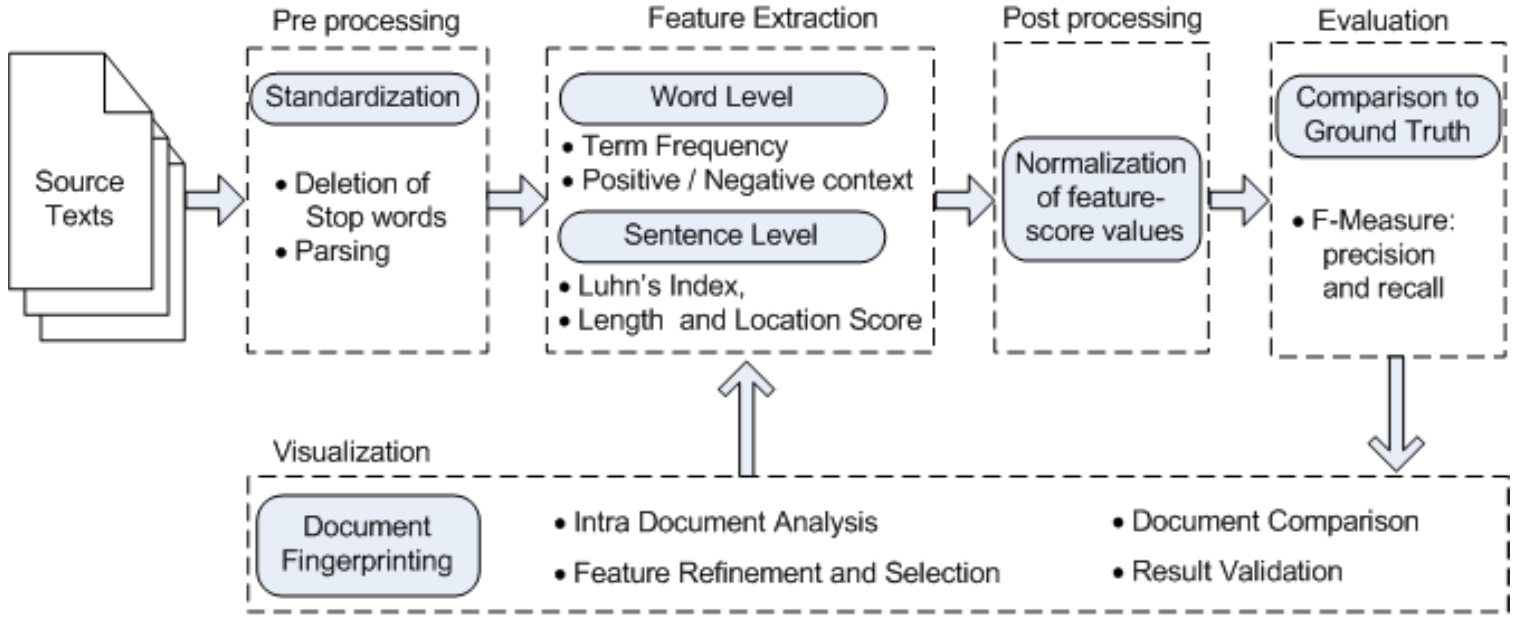 Pre processing
Feature Extraction
Post processing
Evaluation
Source
Texts
Standardization
• Deletion of
Stop words
• Parsing
Word Level
• Term Frequency
• Positive / Negative context
Sentence Level
• Luhn's Index,
• Length and Location Score
Normalization
of feature-
score values
Comparison to
Ground Truth
• F-Measure:
precision
and recall
Visualization
Document
Fingerprinting
• Intra Document Analysis
• Feature Refinement and Selection
• Document Comparison
• Result Validation